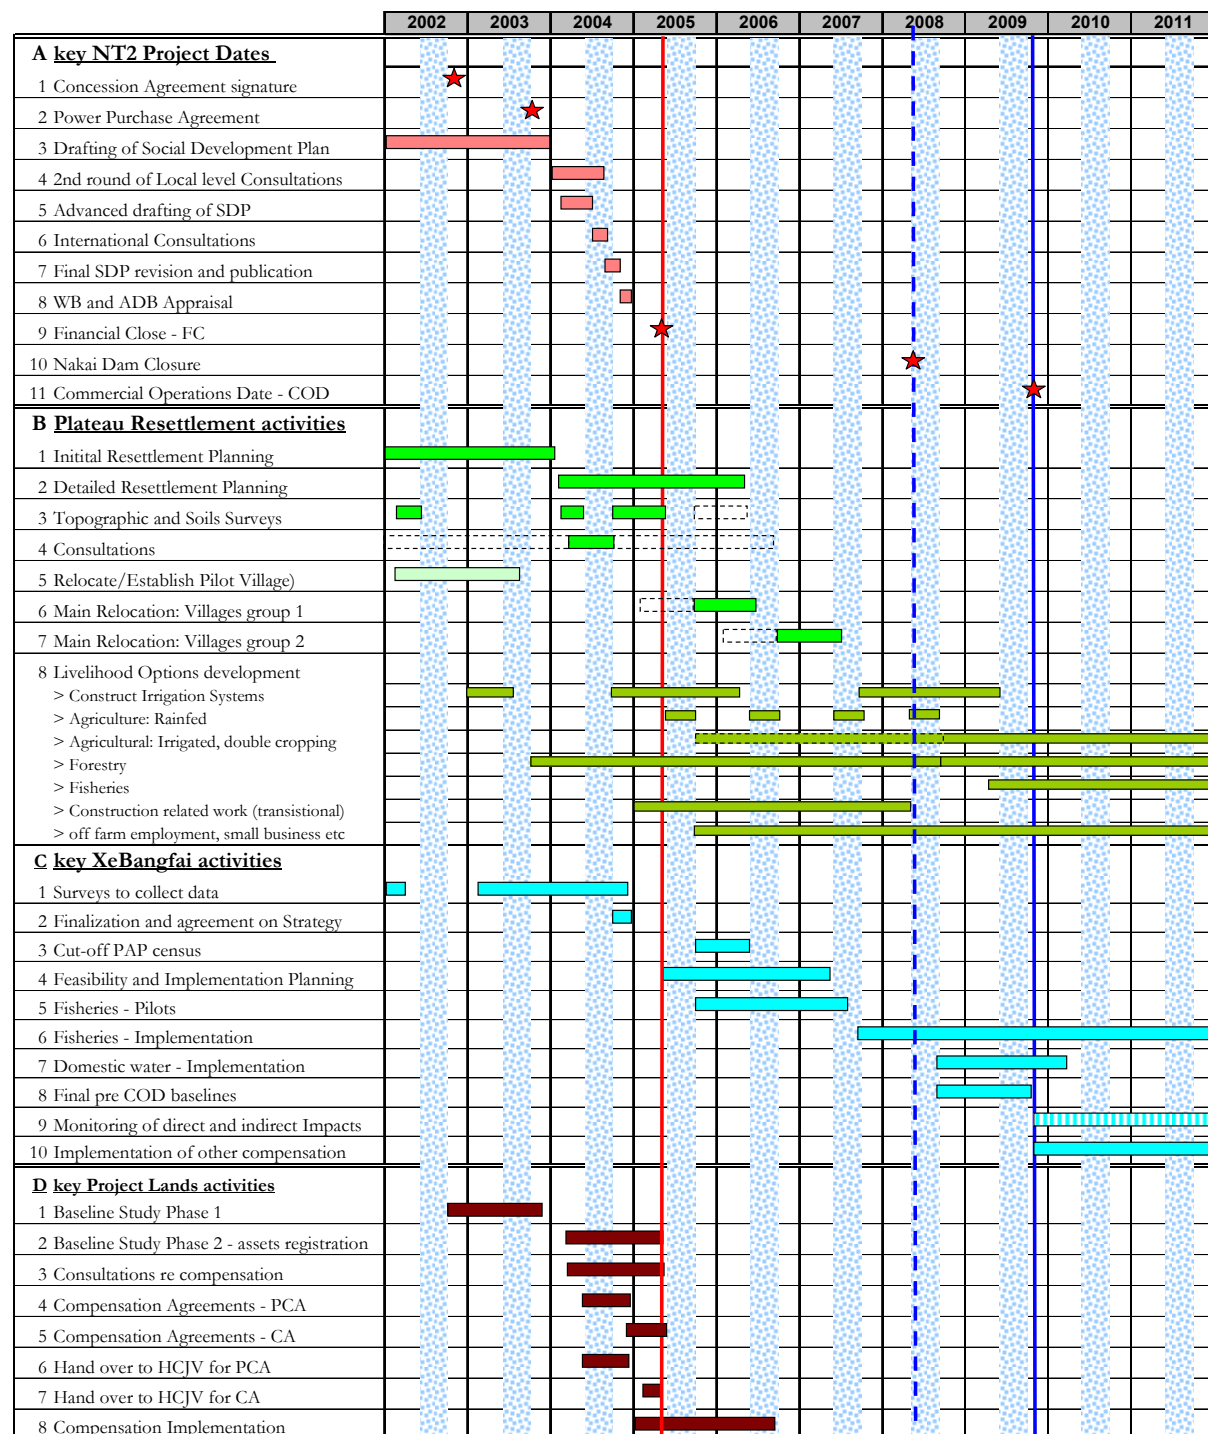 2002 2003 2004 2005 2006 2007 2008 2009 2010 2011
A key NT2 Project Dates
1 Concession Agreement signature
2 Power Purchase Agreement
3 Drafting of Social Development Plan
4 2nd round of Local level Consultations
5 Advanced drafting of SDP
6 International Consultations
7 Final SDP revision and publication
8 WB and ADB Appraisal
9 Financial Close - FC
10 Nakai Dam Closure
11 Commercial Operations Date - COD
B Plateau Resettlement activities
1 Initital Resettlement Planning
2 Detailed Resettlement Planning
3 Topographic and Soils Surveys
4 Consultations
5 Relocate/Establish Pilot Village)
6 Main Relocation: Villages group 1
7 Main Relocation: Villages group 2
8 Livelihood Options development
> Construct Irrigation Systems
> Agriculture: Rainfed
> Agricultural: Irrigated, double cropping
> Forestry
> Fisheries
> Construction related work (transistional)
> off farm employment, small business etc
C key XeBangfai activities
1 Surveys to collect data
2 Finalization and agreement on Strategy
3 Cut-off PAP census
4 Feasibility and Implementation Planning
5 Fisheries - Pilots
6 Fisheries - Implementation
7 Domestic water - Implementation
8 Final pre COD baselines
9 Monitoring of direct and indirect Impacts
10 Implementation of other compensation
D key Project Lands activities
1 Baseline Study Phase 1
2 Baseline Study Phase 2 - assets registration
3 Consultations re compensation
4 Compensation Agreements - PCA
5 Compensation Agreements - CA
6 Hand over to HCJV for PCA
7 Hand over to HCJV for CA
8 Compensation Implementation